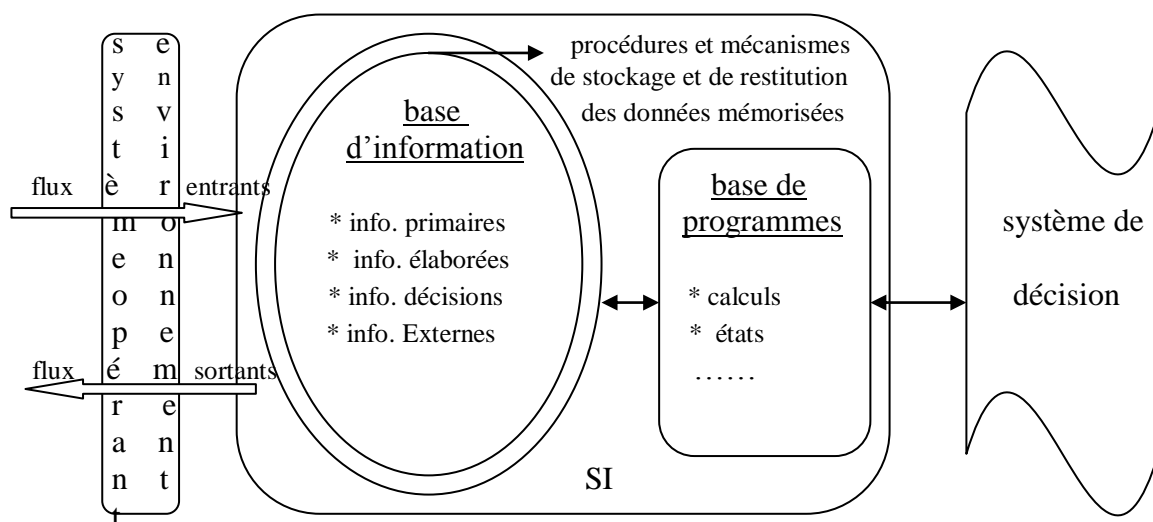 système opérant
environnement
flux entrants
flux sortants
procédures et mécanismes
de stockage et de restitution
des données mémorisées
base
d’information
* info. primaires
* info. élaborées
* info. décisions
* info. Externes
base de
programmes
* calculs
* états
……
SI
système de
décision